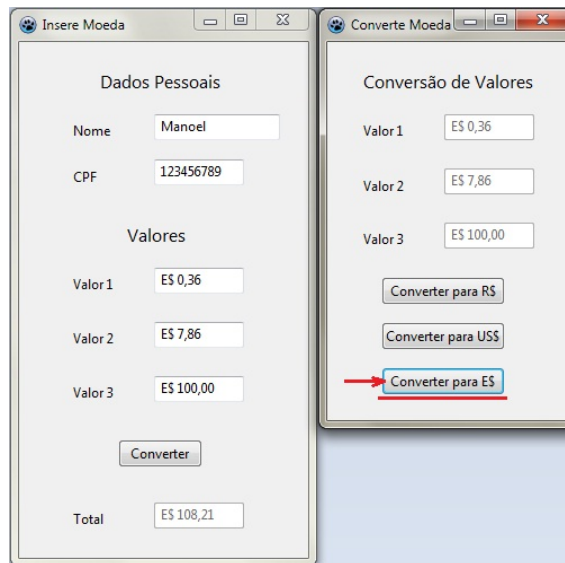 Insere Moeda
Dados Pessoais
Nome Manoel
CPF 123456789
Valores
Valor 1 E$ 0,36
Valor 2 E$ 7,86
Valor 3 E$ 100,00
Converter
Total E$ 108,21
Converte Moeda
Conversão de Valores
Valor 1 E$ 0,36
Valor 2 E$ 7,86
Valor 3 E$ 100,00
Converter para R$
Converter para US$
Converter para E$